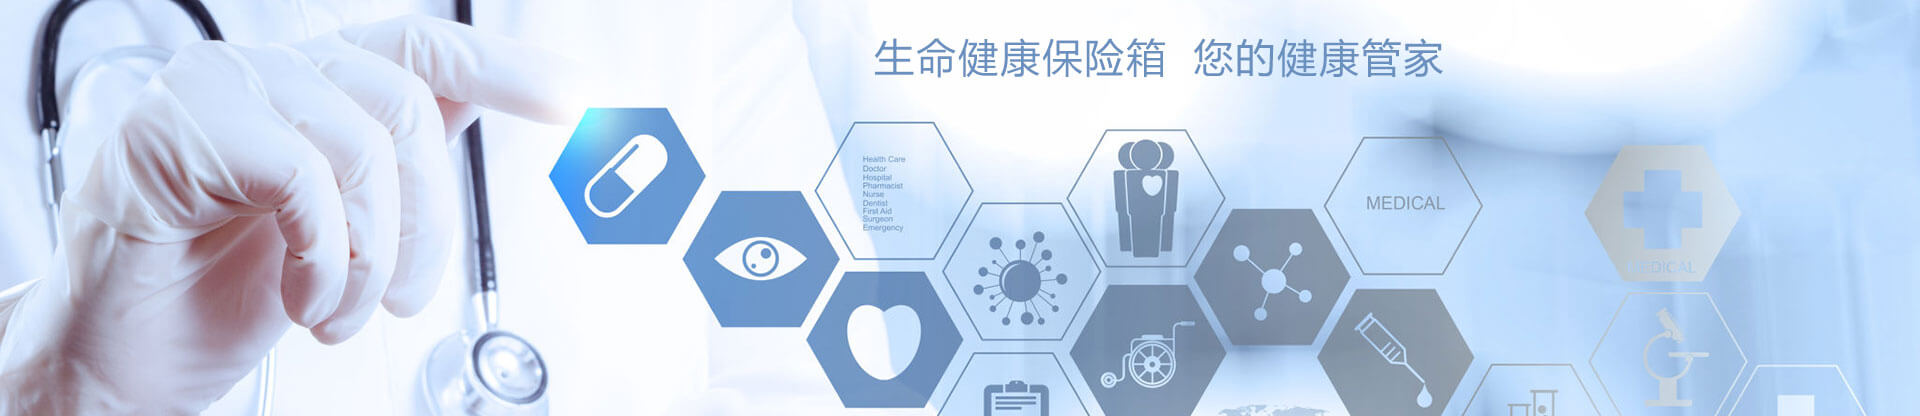 生命健康保险箱 您的健康管家
Health Care
Doctor
Hospital
Pharmacist
Nurse
Dentist
First Aid
Surgeon
Emergency
MEDICAL
MEDICAL